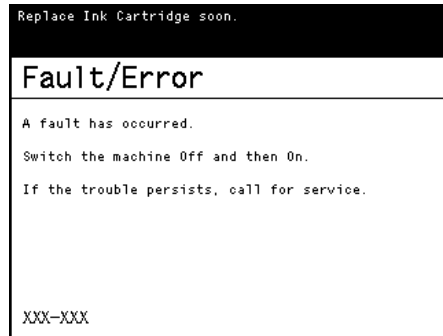 Replace Ink Cartridge soon.
Fault/Error
A fault has occurred.
Switch the machine Off and then On.
If the trouble persists, call for service.
XXX-XXX